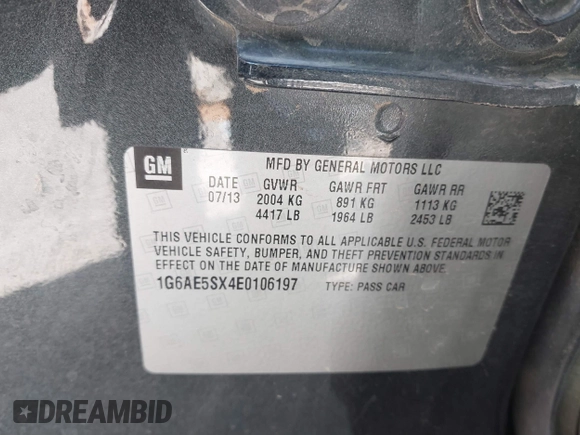 GM
MFD BY GENERAL MOTORS LLC
DATE GVWR GAWR FRT GAWR RR
07/13 2004 KG 891 KG 1113 KG
4417 LB 1964 LB 2453 LB
THIS VEHICLE CONFORMS TO ALL APPLICABLE U.S. FEDERAL MOTOR
VEHICLE SAFETY, BUMPER, AND THEFT PREVENTION STANDARDS IN
EFFECT ON THE DATE OF MANUFACTURE SHOWN ABOVE.
1G6AE5SX4E0106197 TYPE: PASS CAR
DREAMBID